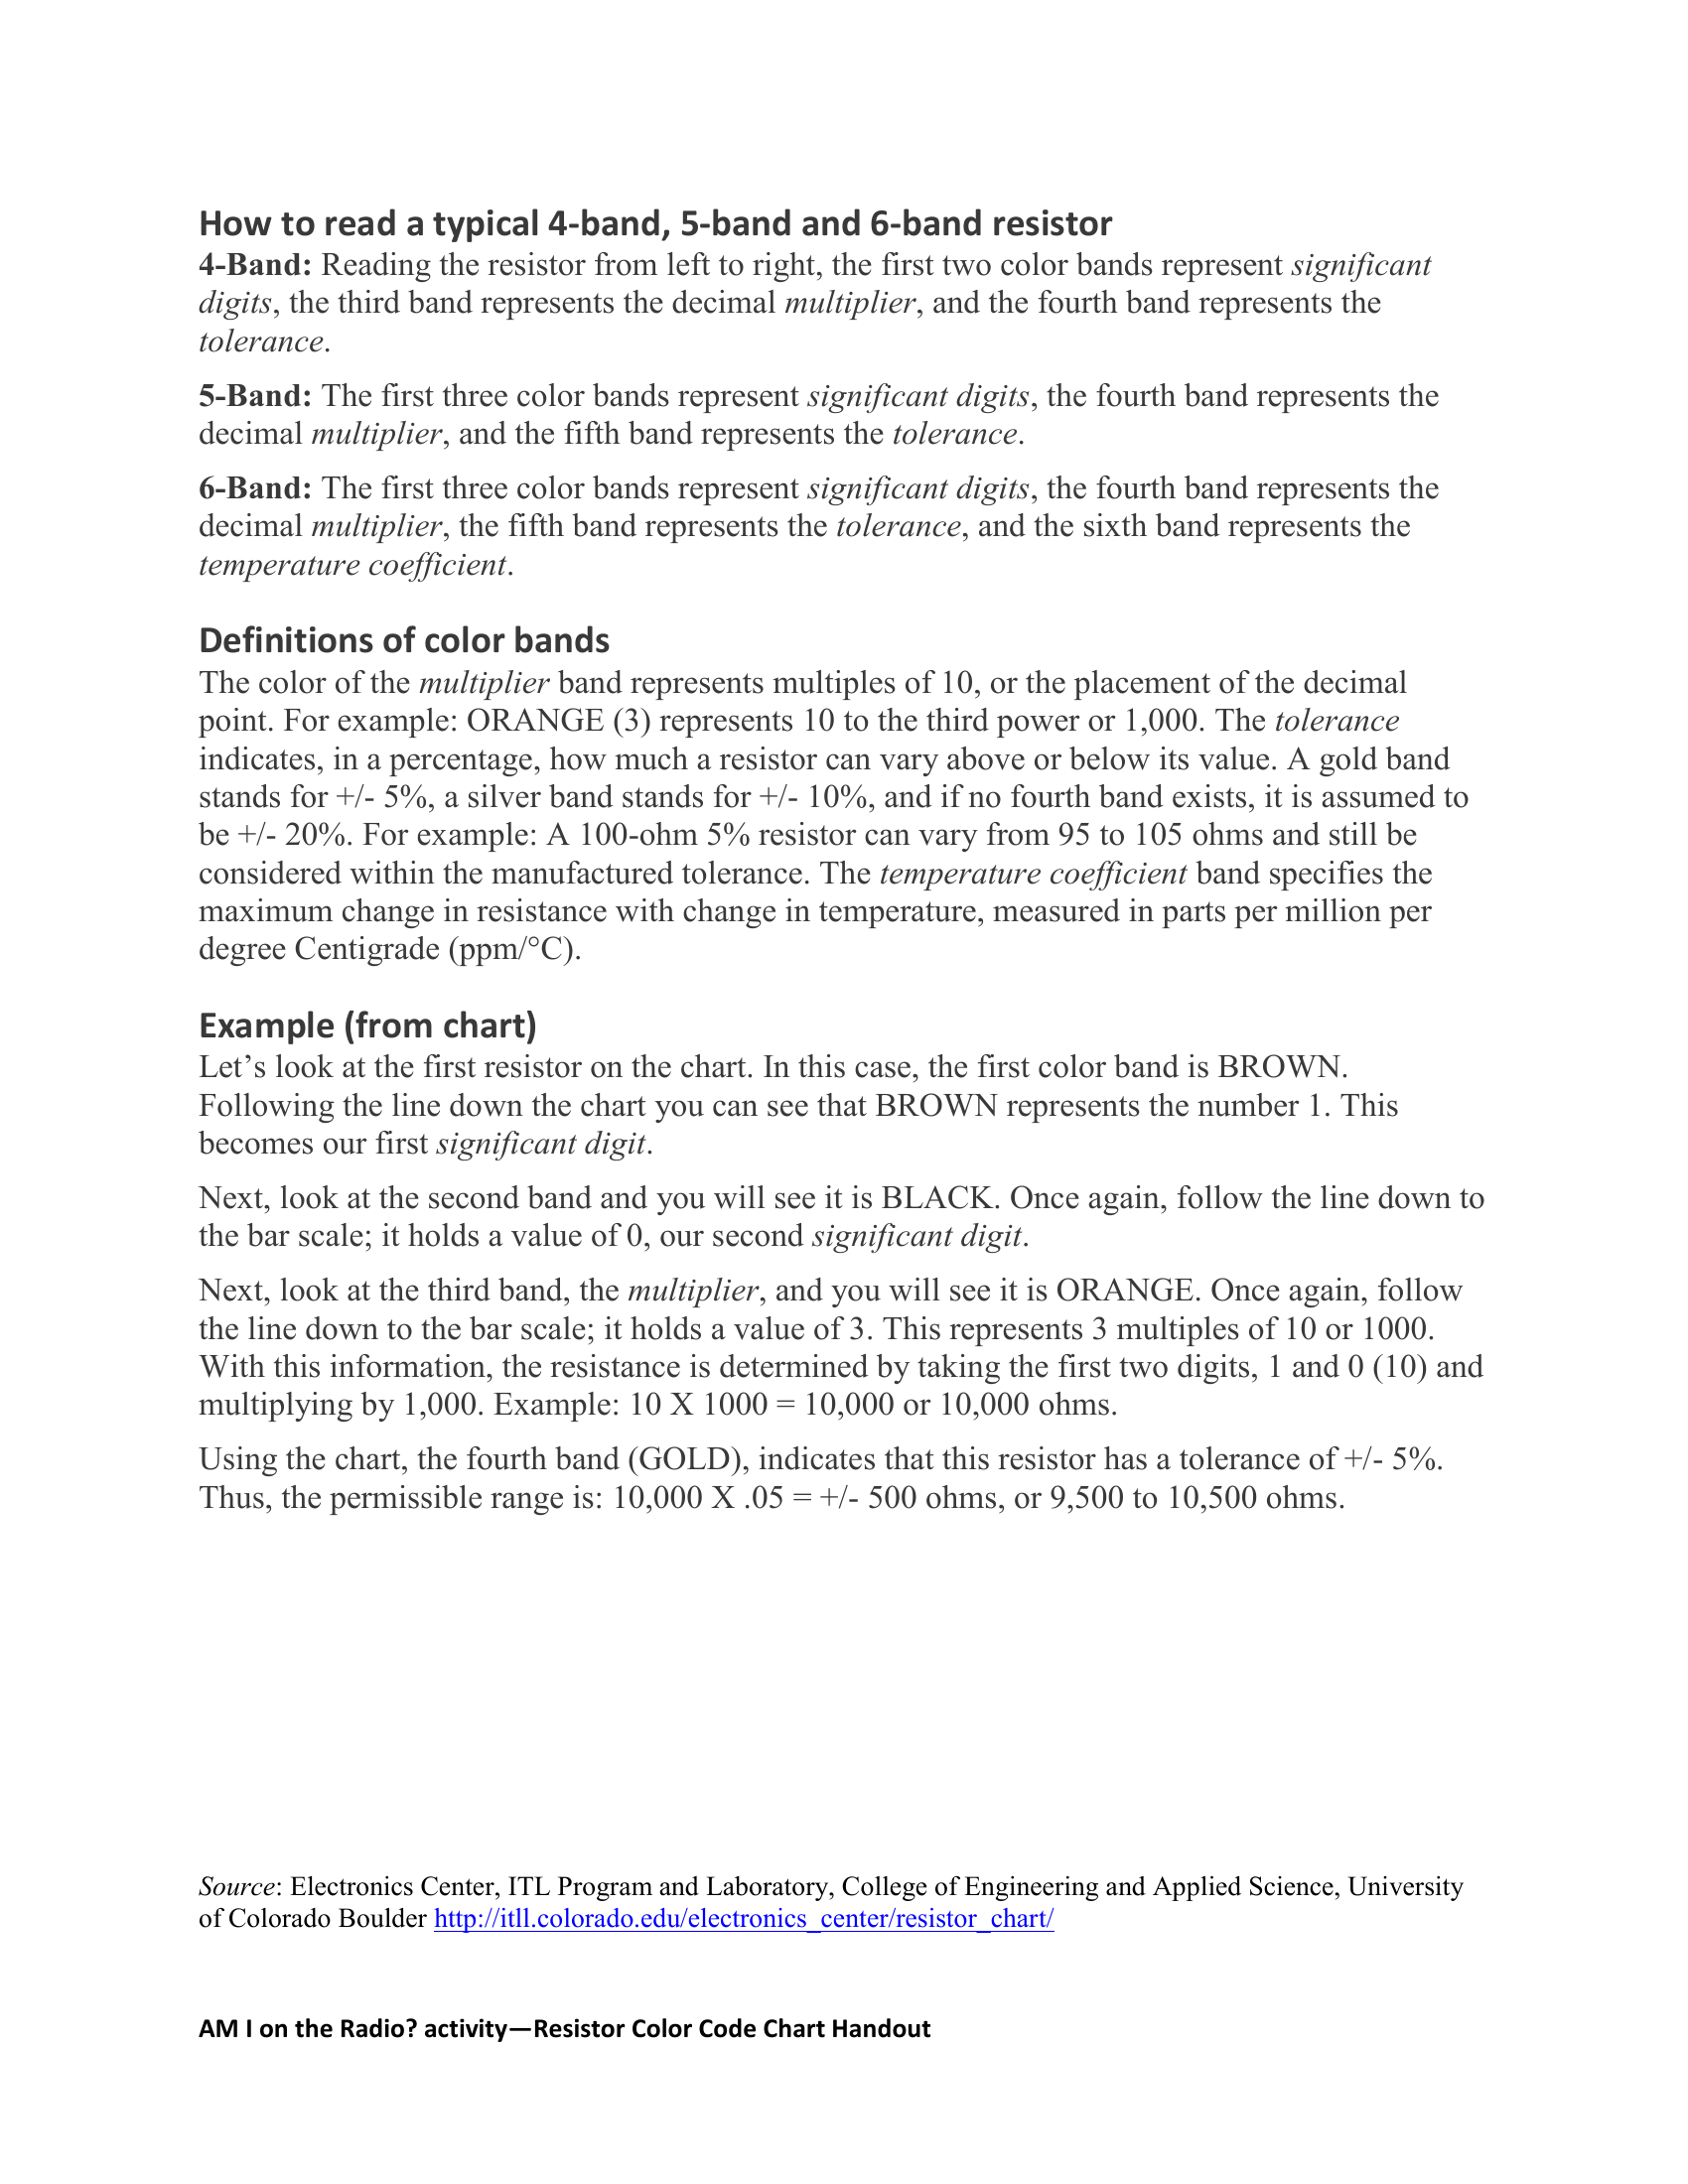 How to read a typical 4-band, 5-band and 6-band resistor
4-Band: Reading the resistor from left to right, the first two color bands represent significant
digits, the third band represents the decimal multiplier, and the fourth band represents the
tolerance.
5-Band: The first three color bands represent significant digits, the fourth band represents the
decimal multiplier, and the fifth band represents the tolerance.
6-Band: The first three color bands represent significant digits, the fourth band represents the
decimal multiplier, the fifth band represents the tolerance, and the sixth band represents the
temperature coefficient.
Definitions of color bands
The color of the multiplier band represents multiples of 10, or the placement of the decimal
point. For example: ORANGE (3) represents 10 to the third power or 1,000. The tolerance
indicates, in a percentage, how much a resistor can vary above or below its value. A gold band
stands for +/- 5%, a silver band stands for +/- 10%, and if no fourth band exists, it is assumed to
be +/- 20%. For example: A 100-ohm 5% resistor can vary from 95 to 105 ohms and still be
considered within the manufactured tolerance. The temperature coefficient band specifies the
maximum change in resistance with change in temperature, measured in parts per million per
degree Centigrade (ppm/°C).
Example (from chart)
Let’s look at the first resistor on the chart. In this case, the first color band is BROWN.
Following the line down the chart you can see that BROWN represents the number 1. This
becomes our first significant digit.
Next, look at the second band and you will see it is BLACK. Once again, follow the line down to
the bar scale; it holds a value of 0, our second significant digit.
Next, look at the third band, the multiplier, and you will see it is ORANGE. Once again, follow
the line down to the bar scale; it holds a value of 3. This represents 3 multiples of 10 or 1000.
With this information, the resistance is determined by taking the first two digits, 1 and 0 (10) and
multiplying by 1,000. Example: 10 X 1000 = 10,000 or 10,000 ohms.
Using the chart, the fourth band (GOLD), indicates that this resistor has a tolerance of +/- 5%.
Thus, the permissible range is: 10,000 X .05 = +/- 500 ohms, or 9,500 to 10,500 ohms.
Source: Electronics Center, ITL Program and Laboratory, College of Engineering and Applied Science, University
of Colorado Boulder http://itll.colorado.edu/electronics_center/resistor_chart/
AM I on the Radio? activity—Resistor Color Code Chart Handout